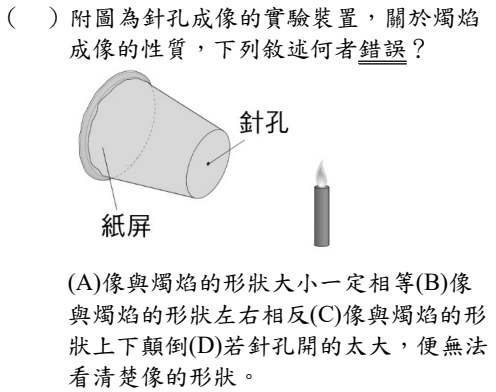 （　）附圖為針孔成像的實驗裝置，關於燭焰
成像的性質，下列敘述何者錯誤？
針孔
紙屏
(A)像與燭焰的形狀大小一定相等(B)像
與燭焰的形狀左右相反(C)像與燭焰的形
狀上下顛倒(D)若針孔開的太大，便無法
看清楚像的形狀。